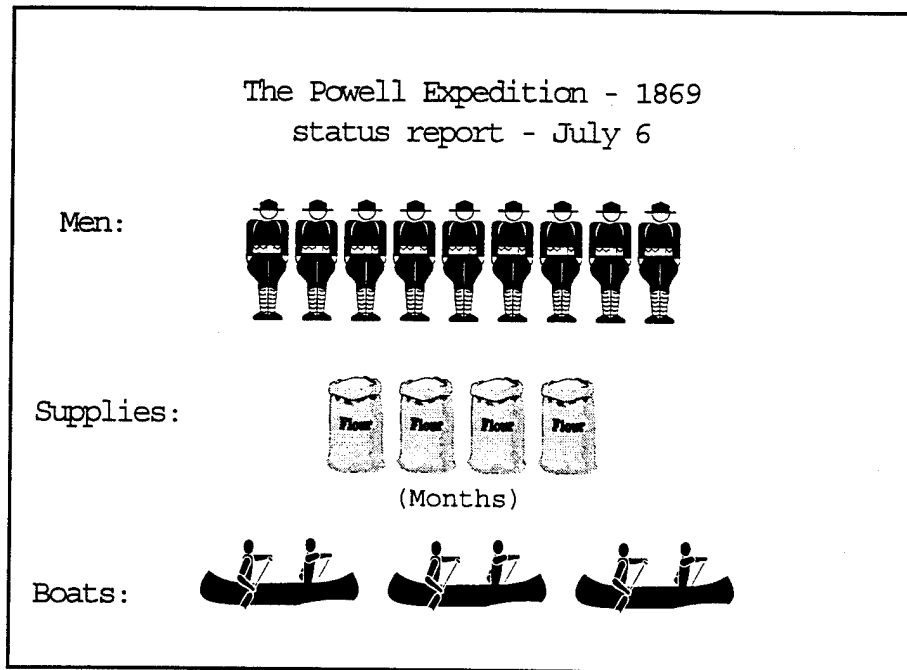 The Powell Expedition - 1869
status report - July 6
Men:
Supplies:
Flour Flour Flour Flour
(Months)
Boats: